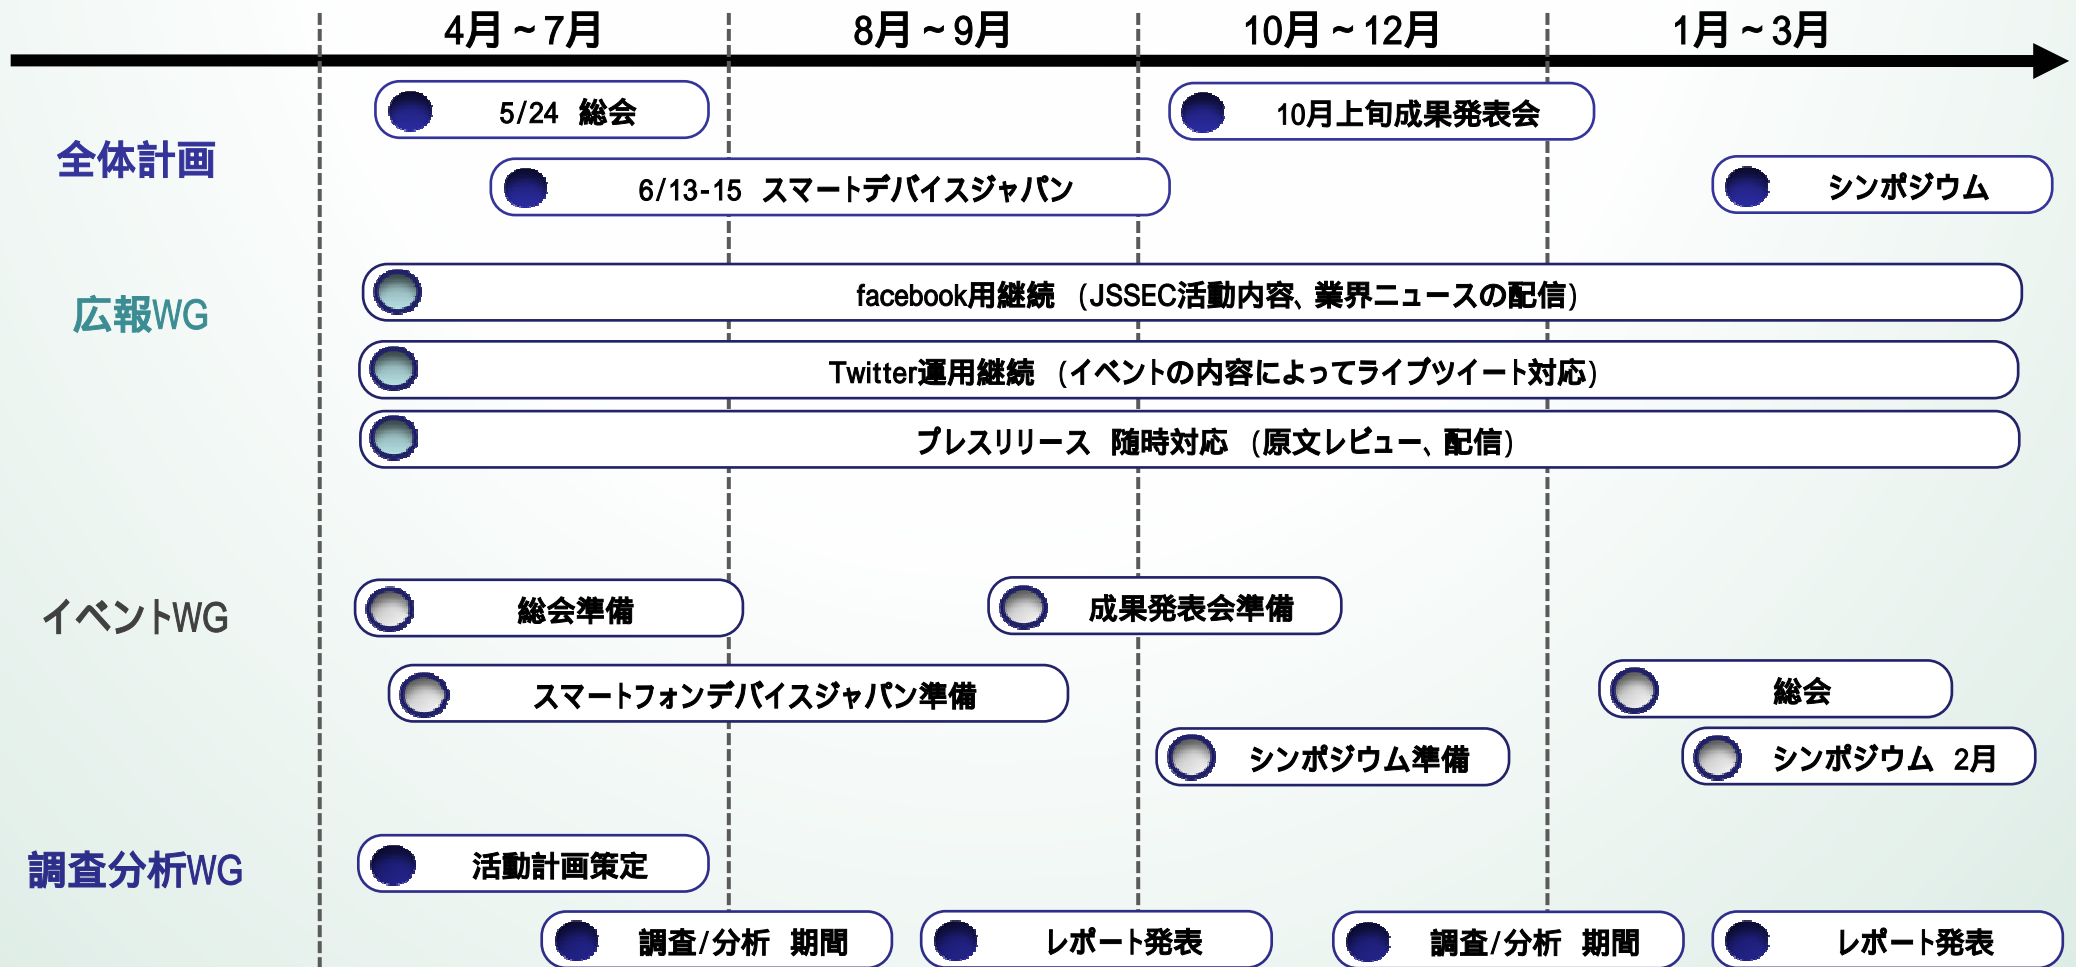 4月～7月
8月～9月
10月～12月
1月～3月
全体計画
5/24 総会
10月上旬成果発表会
6/13-15 スマートデバイスジャパン
シンポジウム
広報WG
facebook用継続 (JSSEC活動内容、業界ニュースの配信)
Twitter運用継続 (イベントの内容によってライブツイート対応)
プレスリリース 随時対応 (原文レビュー、配信)
イベントWG
総会準備
成果発表会準備
スマートフォンデバイスジャパン準備
総会
シンポジウム準備
シンポジウム 2月
調査分析WG
活動計画策定
調査/分析 期間
レポート発表
調査/分析 期間
レポート発表